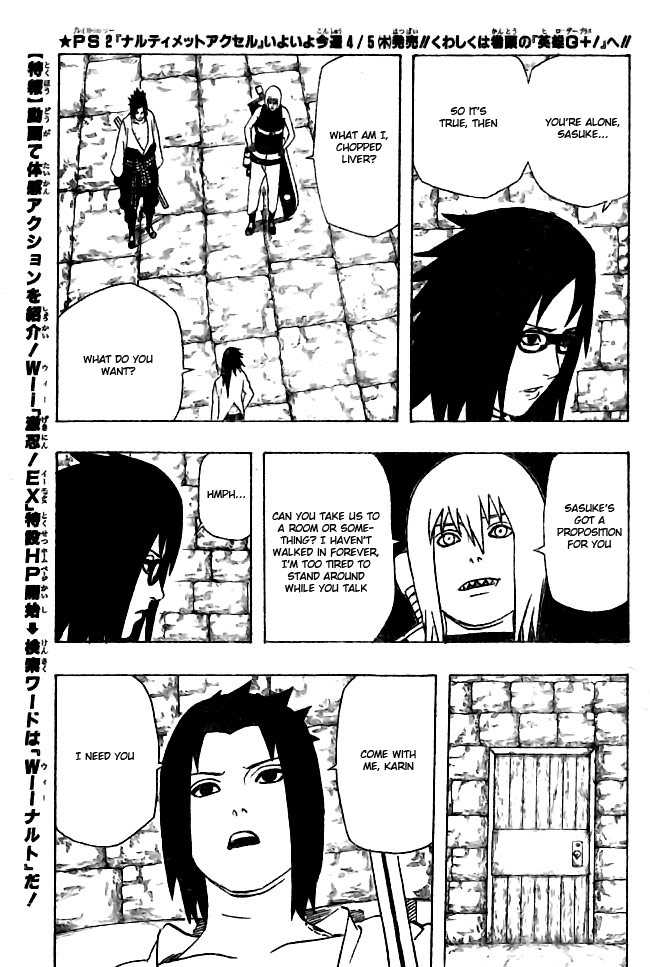 ★PS2『ナルティメットアクセル』いよいよ今週4/5(木)発売!!くわしくは巻頭の『英雄G+!』へ!!
YOU'RE ALONE,
SASUKE...
SO IT'S
TRUE, THEN
WHAT AM I,
CHOPPED
LIVER?
WHAT DO YOU
WANT?
SASUKE'S
GOT A
PROPOSITION
FOR YOU
CAN YOU TAKE US TO
A ROOM OR SOME-
THING? I HAVEN'T
WALKED IN FOREVER,
I'M TOO TIRED TO
STAND AROUND
WHILE YOU TALK
HMPH...
COME WITH
ME, KARIN
I NEED YOU
【特報】動画で体感アクションを紹介!Wii『激忍!EX』特設HP開始➡検索ワードは「Wiiナルト」だ!